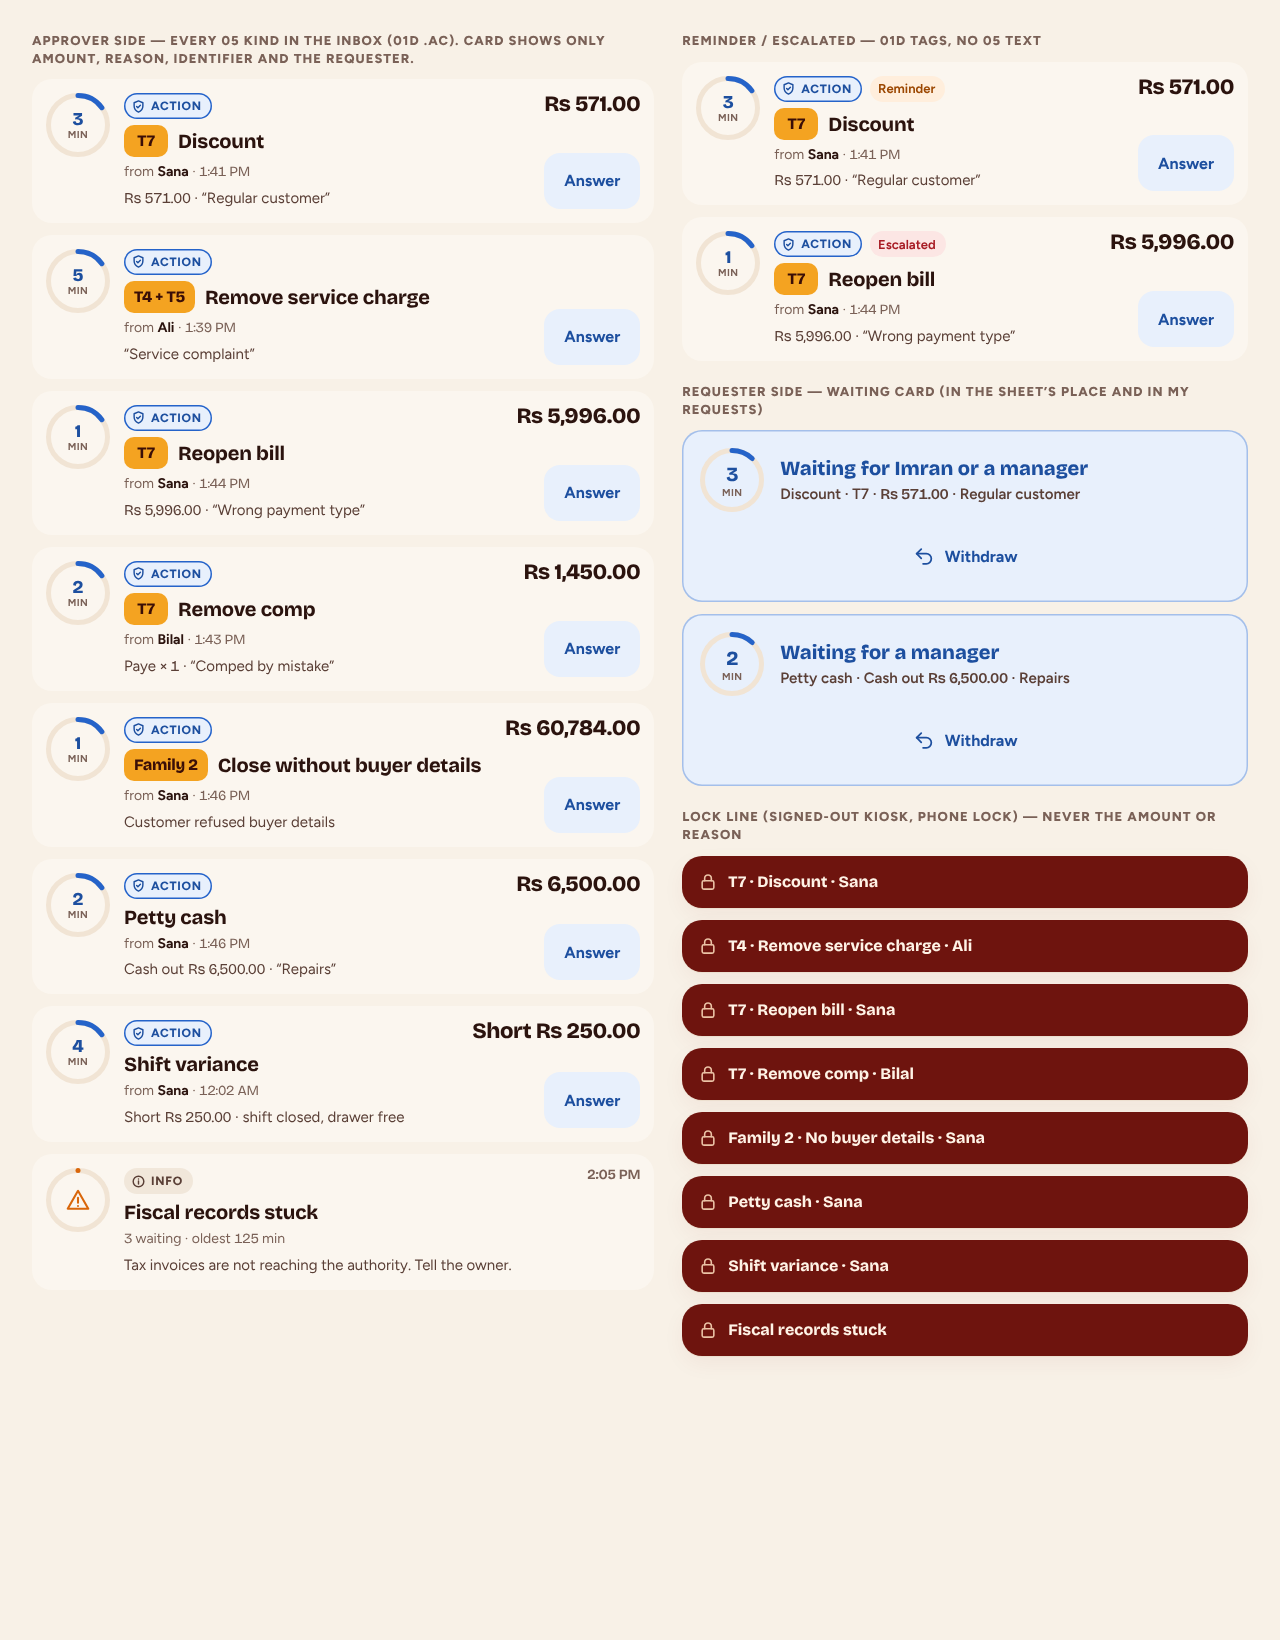 APPROVER SIDE — EVERY 05 KIND IN THE INBOX (01D .AC). CARD SHOWS ONLY
AMOUNT, REASON, IDENTIFIER AND THE REQUESTER.
3
MIN
ACTION
Rs 571.00
T7
Discount
from Sana · 1:41 PM
Rs 571.00 · “Regular customer”
Answer
5
MIN
ACTION
T4 + T5
Remove service charge
from Ali · 1:39 PM
“Service complaint”
Answer
1
MIN
ACTION
Rs 5,996.00
T7
Reopen bill
from Sana · 1:44 PM
Rs 5,996.00 · “Wrong payment type”
Answer
2
MIN
ACTION
Rs 1,450.00
T7
Remove comp
from Bilal · 1:43 PM
Paye × 1 · “Comped by mistake”
Answer
1
MIN
ACTION
Rs 60,784.00
Family 2
Close without buyer details
from Sana · 1:46 PM
Customer refused buyer details
Answer
2
MIN
ACTION
Rs 6,500.00
Petty cash
from Sana · 1:46 PM
Cash out Rs 6,500.00 · “Repairs”
Answer
4
MIN
ACTION
Short Rs 250.00
Shift variance
from Sana · 12:02 AM
Short Rs 250.00 · shift closed, drawer free
Answer
INFO
2:05 PM
Fiscal records stuck
3 waiting · oldest 125 min
Tax invoices are not reaching the authority. Tell the owner.
REMINDER / ESCALATED — 01D TAGS, NO 05 TEXT
3
MIN
ACTION
Reminder
Rs 571.00
T7
Discount
from Sana · 1:41 PM
Rs 571.00 · “Regular customer”
Answer
1
MIN
ACTION
Escalated
Rs 5,996.00
T7
Reopen bill
from Sana · 1:44 PM
Rs 5,996.00 · “Wrong payment type”
Answer
REQUESTER SIDE — WAITING CARD (IN THE SHEET’S PLACE AND IN MY
REQUESTS)
3
MIN
Waiting for Imran or a manager
Discount · T7 · Rs 571.00 · Regular customer
Withdraw
2
MIN
Waiting for a manager
Petty cash · Cash out Rs 6,500.00 · Repairs
Withdraw
LOCK LINE (SIGNED-OUT KIOSK, PHONE LOCK) — NEVER THE AMOUNT OR
REASON
T7 · Discount · Sana
T4 · Remove service charge · Ali
T7 · Reopen bill · Sana
T7 · Remove comp · Bilal
Family 2 · No buyer details · Sana
Petty cash · Sana
Shift variance · Sana
Fiscal records stuck